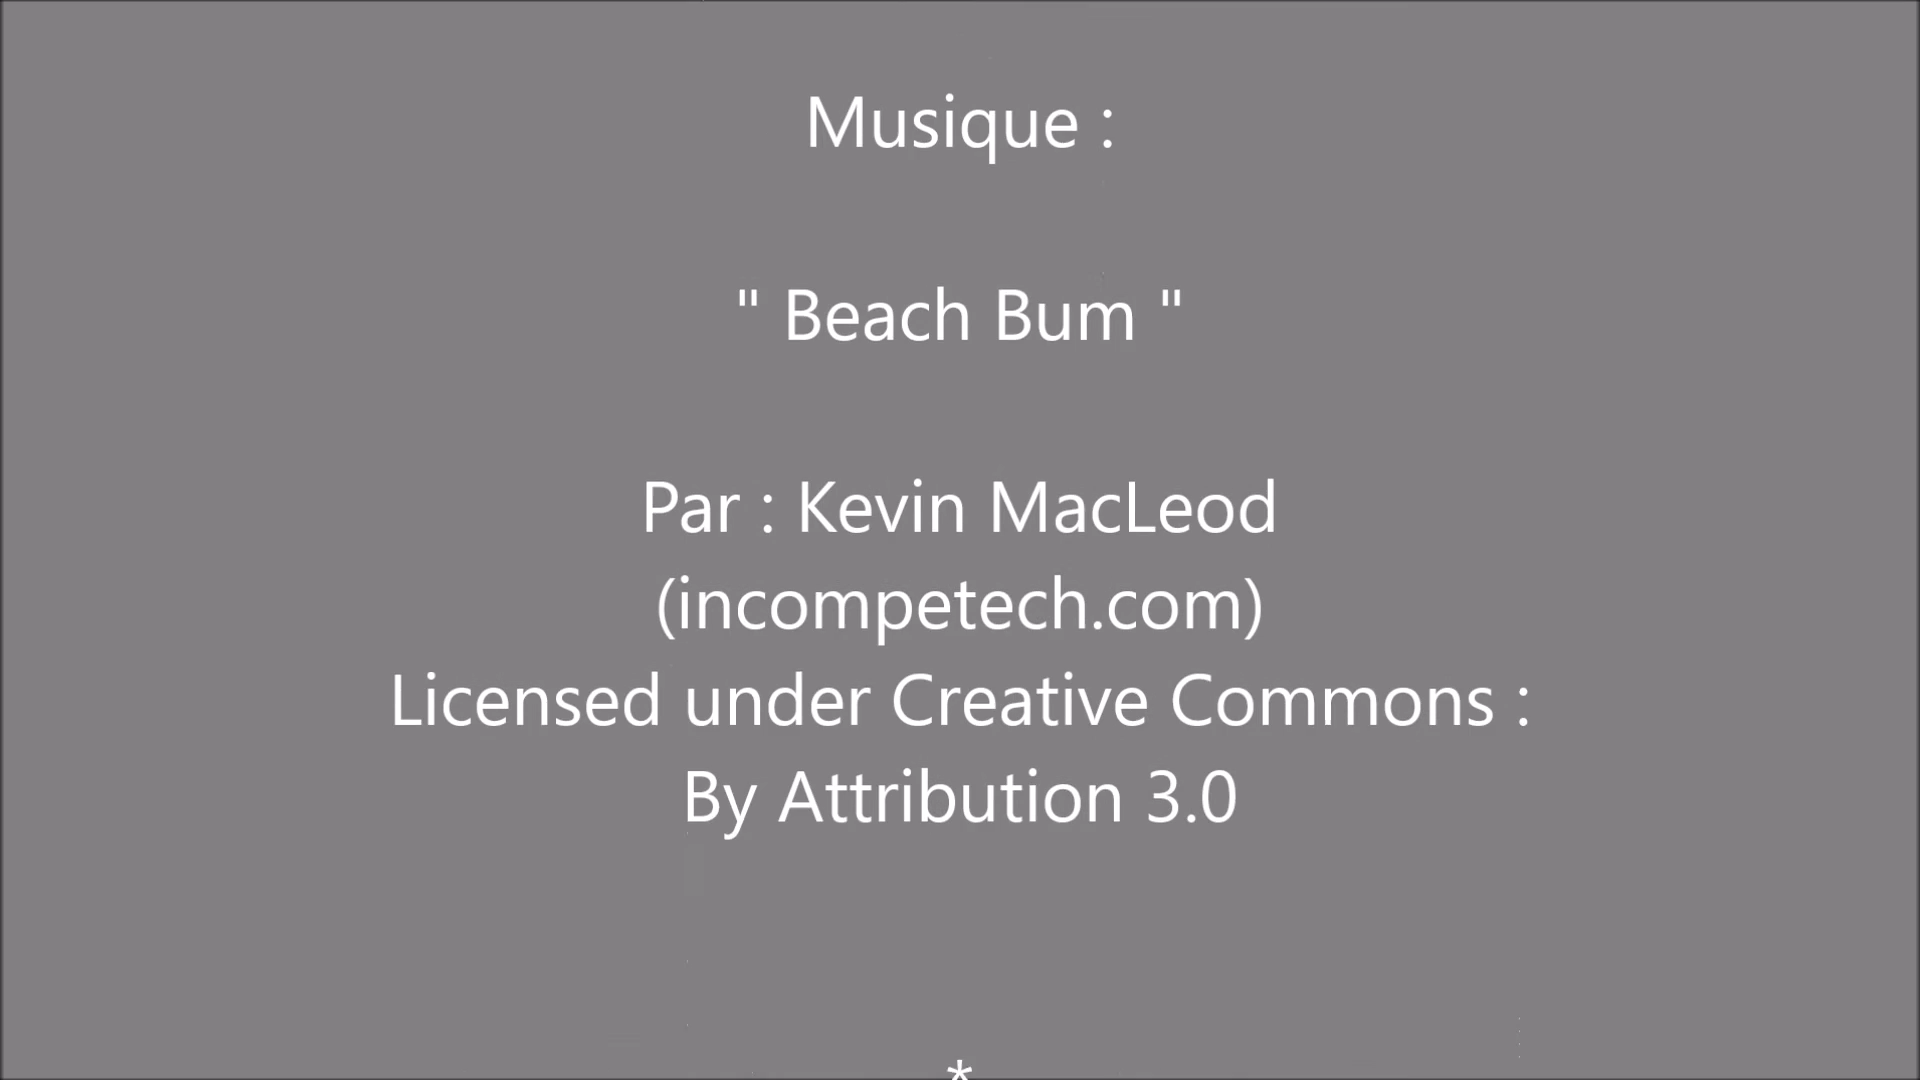 Musique :
" Beach Bum "
Par : Kevin MacLeod
(incompetech.com)
Licensed under Creative Commons :
By Attribution 3.0
*